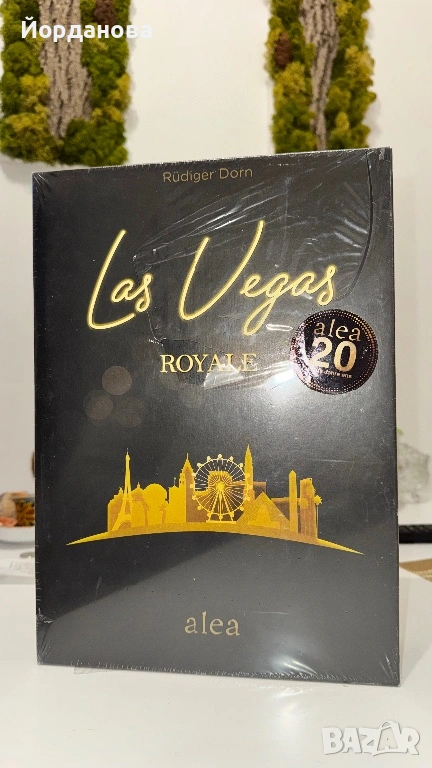 Йорданова
Rüdiger Dorn
Las Vegas
ROYALE
alea
20
alea
BAZAR